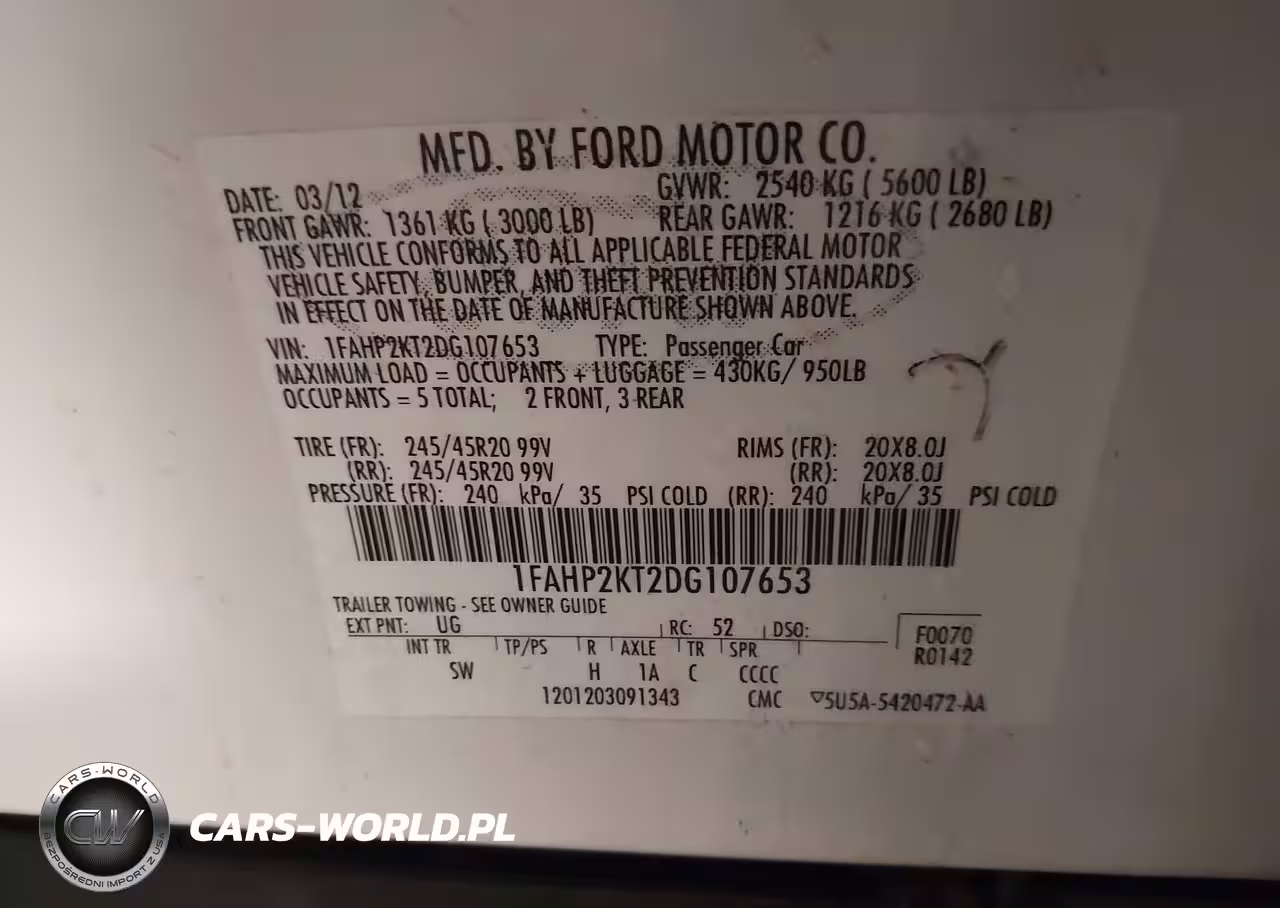 MFD. BY FORD MOTOR CO.
DATE: 03/12 GVWR: 2540 KG ( 5600 LB)
FRONT GAWR: 1361 KG ( 3000 LB) REAR GAWR: 1216 KG ( 2680 LB)
THIS VEHICLE CONFORMS TO ALL APPLICABLE FEDERAL MOTOR
VEHICLE SAFETY, BUMPER, AND THEFT PREVENTION STANDARDS
IN EFFECT ON THE DATE OF MANUFACTURE SHOWN ABOVE.
VIN: 1FAHP2KT2DG107653 TYPE: Passenger Car
MAXIMUM LOAD = OCCUPANTS + LUGGAGE = 430KG/ 950LB
OCCUPANTS = 5 TOTAL; 2 FRONT, 3 REAR
TIRE (FR): 245/45R20 99V RIMS (FR): 20X8.0J
(RR): 245/45R20 99V (RR): 20X8.0J
PRESSURE (FR): 240 kPa/ 35 PSI COLD (RR): 240 kPa/ 35 PSI COLD
1FAHP2KT2DG107653
TRAILER TOWING - SEE OWNER GUIDE
EXT PNT: UG RC: 52 DSO: F0070
INT TR TP/PS R AXLE TR SPR R0142
SW H 1A C CCCC
1201203091343 CMC ▽5U5A-5420472-AA
CARS-WORLD
CW
BEZPOŚREDNI IMPORT Z USA
CARS-WORLD.PL